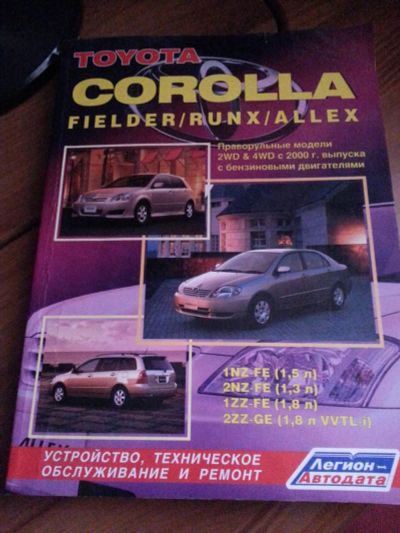 TOYOTA
COROLLA
FIELDER/RUNX/ALLEX
Праворульные модели
2WD & 4WD с 2000 г. выпуска
с бензиновыми двигателями
1NZ-FE (1,5 л)
2NZ-FE (1,3 л)
1ZZ-FE (1,8 л)
2ZZ-GE (1,8 л VVTL-i)
ALLEX
УСТРОЙСТВО, ТЕХНИЧЕСКОЕ
ОБСЛУЖИВАНИЕ И РЕМОНТ
Легион-
Автодата